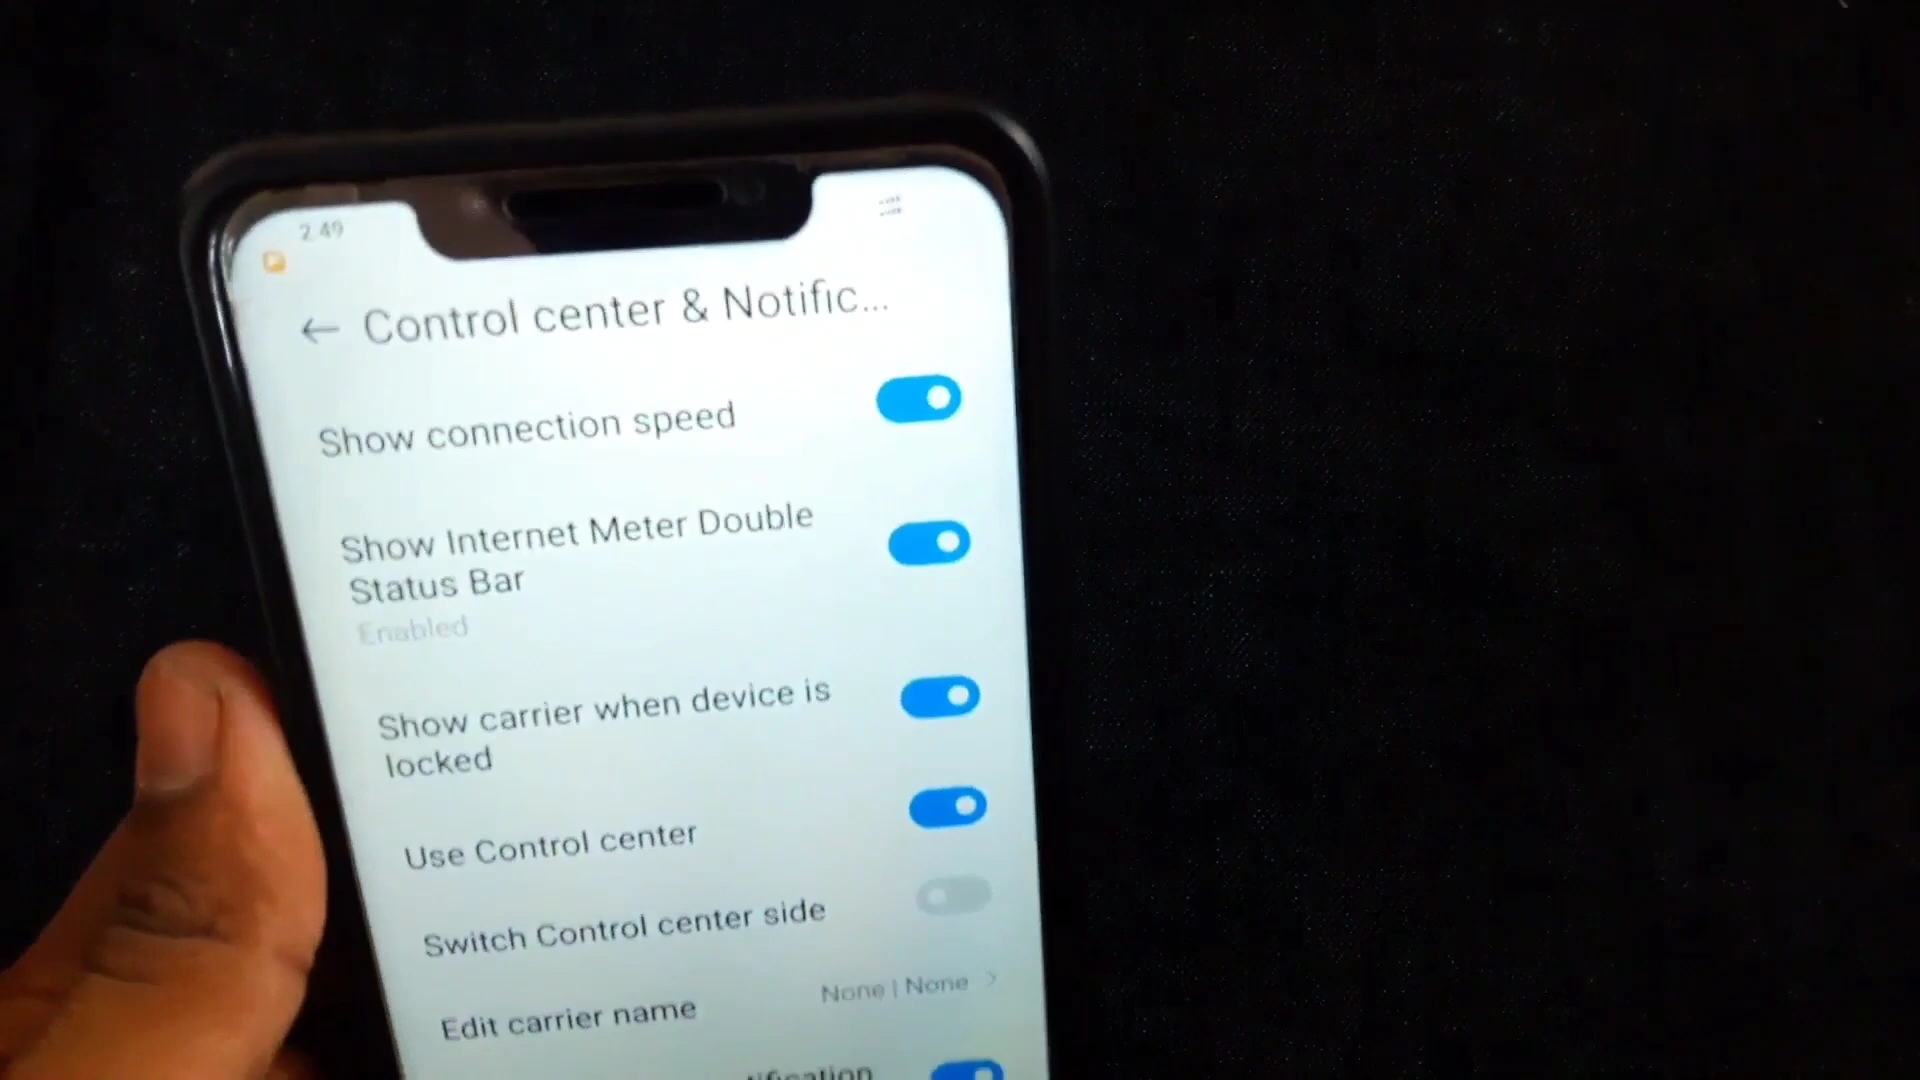 2 49
← Control center & Notific...
Show connection speed
Show Internet Meter Double
Status Bar
Enabled
Show carrier when device is
locked
Use Control center
Switch Control center side
Edit carrier name
None | None >